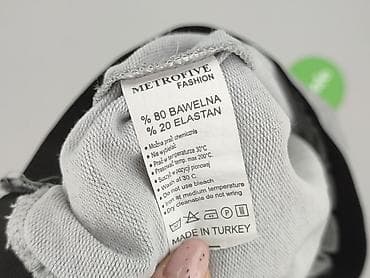 METROFIVE
FASHION
% 80 BAWELNA
% 20 ELASTAN
• Można prać chemicznie
• Nie wybielać
• Prać w temperaturze 30°C
• Prasować temp. max 200°C.
• Suszyć w pozycji pionowej
• Wash at 30 C
• Do not use bleach
• Iron at medium temperature
• Dry cleanable do not wring
MADE IN TURKEY